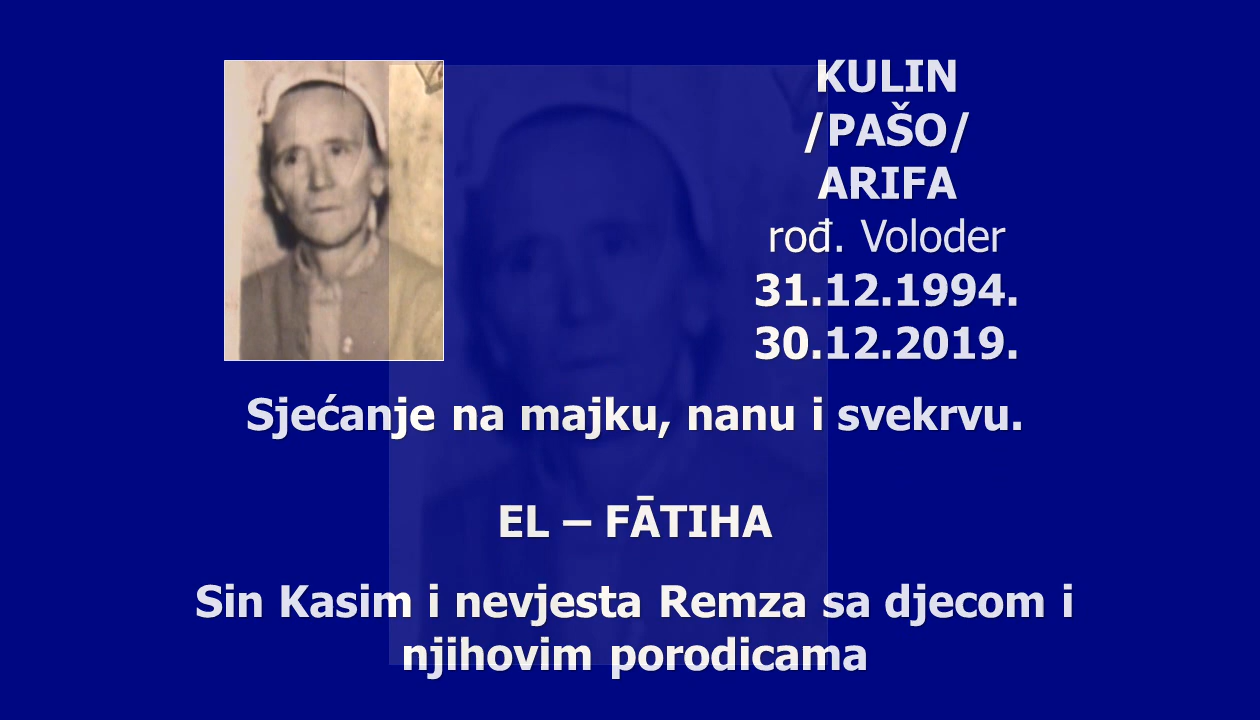 KULIN
/PAŠO/
ARIFA
rođ. Voloder
31.12.1994.
30.12.2019.
Sjećanje na majku, nanu i svekrvu.
EL – FĀTIHA
Sin Kasim i nevjesta Remza sa djecom i
njihovim porodicama